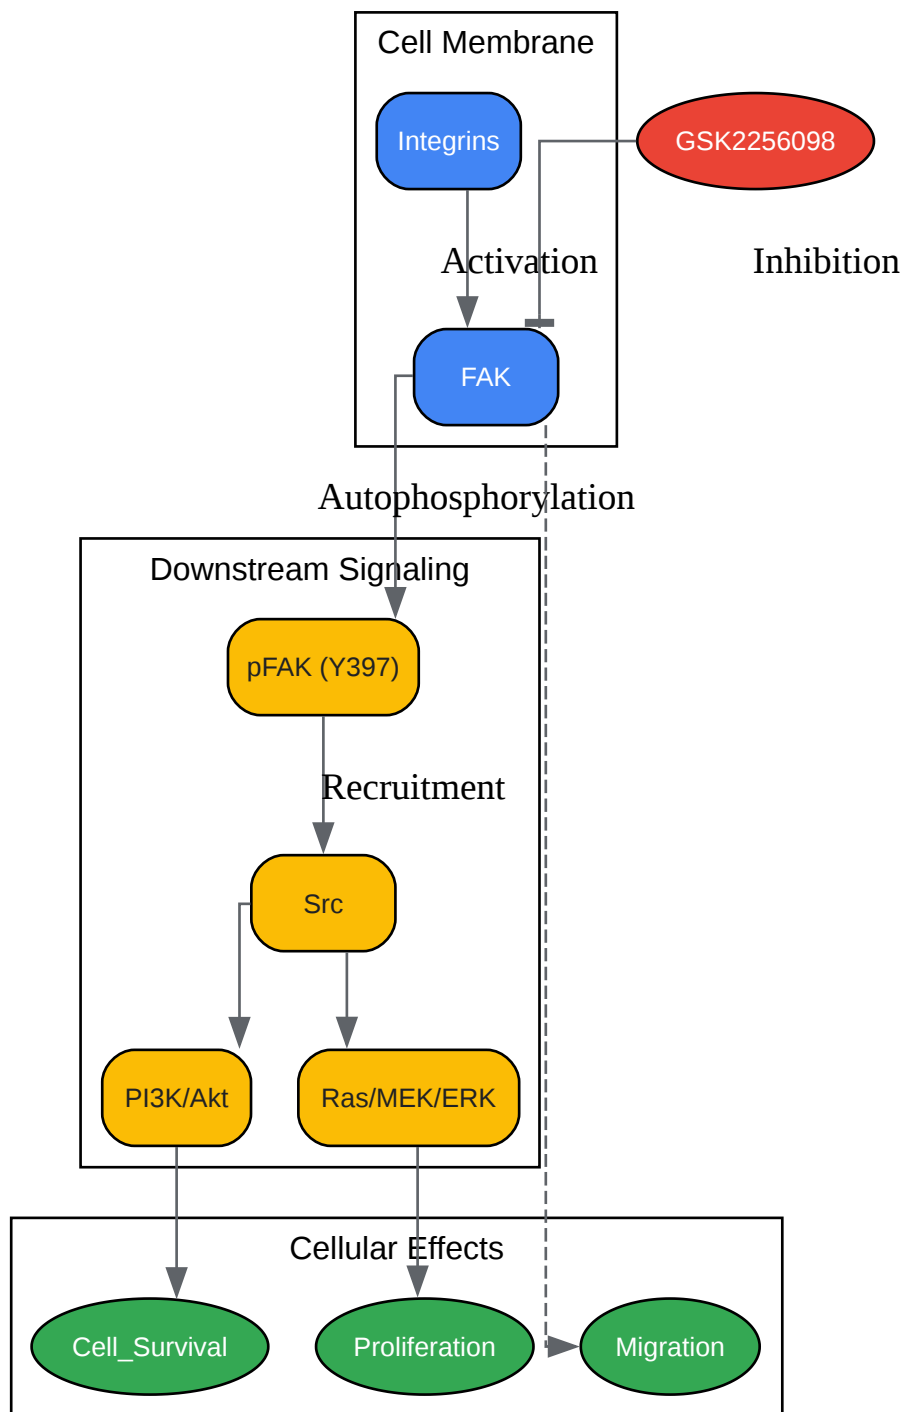 Cell Membrane
Integrins
GSK2256098
Activation
Inhibition
FAK
Autophosphorylation
Downstream Signaling
pFAK (Y397)
Recruitment
Src
PI3K/Akt
Ras/MEK/ERK
Cellular Effects
Cell_Survival
Proliferation
Migration